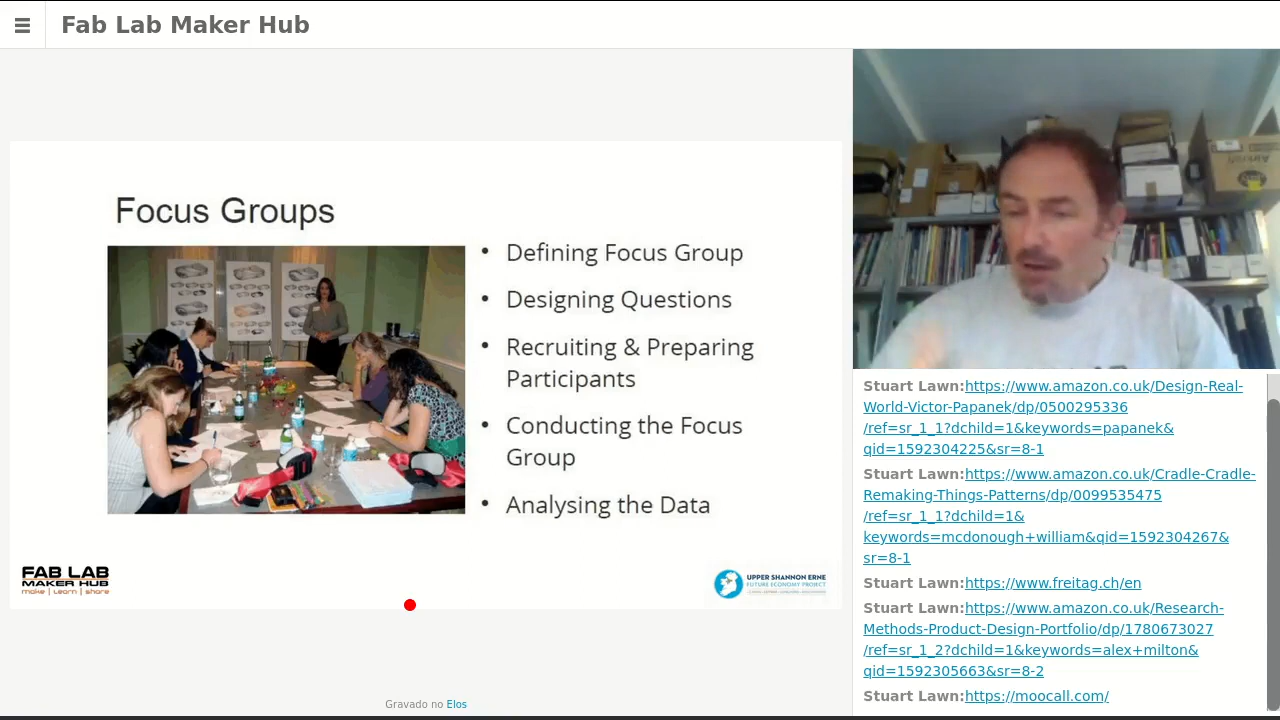 Fab Lab Maker Hub
Focus Groups
• Defining Focus Group
• Designing Questions
• Recruiting & Preparing
Participants
• Conducting the Focus
Group
• Analysing the Data
FAB LAB
MAKER HUB
make | learn | share
UPPER SHANNON ERNE
FUTURE ECONOMY PROJECT
Gravado no Elos
Stuart Lawn:https://www.amazon.co.uk/Design-Real-
World-Victor-Papanek/dp/0500295336
/ref=sr_1_1?dchild=1&keywords=papanek&
qid=1592304225&sr=8-1
Stuart Lawn:https://www.amazon.co.uk/Cradle-Cradle-
Remaking-Things-Patterns/dp/0099535475
/ref=sr_1_1?dchild=1&
keywords=mcdonough+william&qid=1592304267&
sr=8-1
Stuart Lawn:https://www.freitag.ch/en
Stuart Lawn:https://www.amazon.co.uk/Research-
Methods-Product-Design-Portfolio/dp/1780673027
/ref=sr_1_2?dchild=1&keywords=alex+milton&
qid=1592305663&sr=8-2
Stuart Lawn:https://moocall.com/